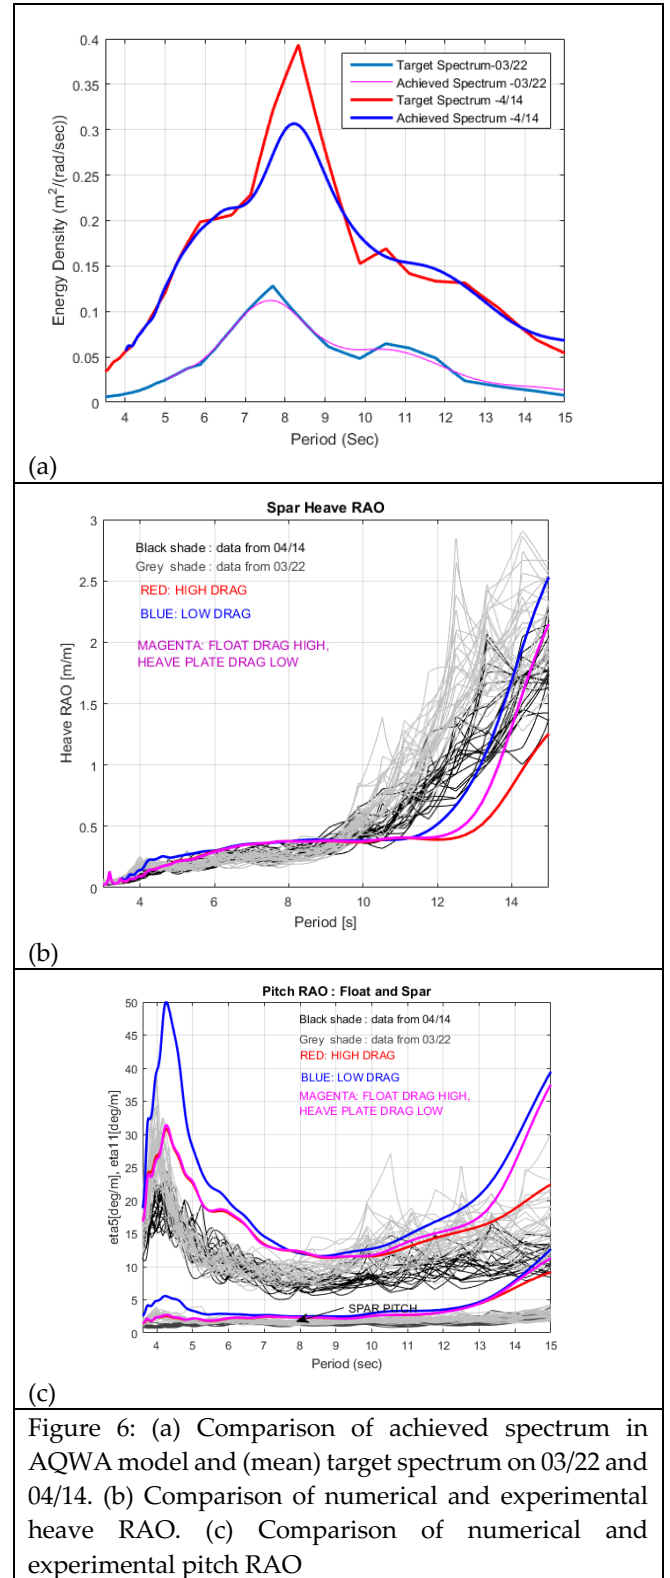 0.4
0.35
0.3
0.25
0.2
0.15
0.1
0.05
0
Energy Density (m²/(rad/sec))
Target Spectrum-03/22
Achieved Spectrum -03/22
Target Spectrum -4/14
Achieved Spectrum -4/14
4 5 6 7 8 9 10 11 12 13 14 15
Period (Sec)
(a)
Spar Heave RAO
3
2.5
2
1.5
1
0.5
0
Heave RAO [m/m]
Black shade : data from 04/14
Grey shade : data from 03/22
RED: HIGH DRAG
BLUE: LOW DRAG
MAGENTA: FLOAT DRAG HIGH,
HEAVE PLATE DRAG LOW
4 6 8 10 12 14
Period [s]
(b)
Pitch RAO : Float and Spar
50
45
40
35
30
25
20
15
10
5
0
eta5[deg/m], eta11[deg/m]
Black shade : data from 04/14
Grey shade : data from 03/22
RED: HIGH DRAG
BLUE: LOW DRAG
MAGENTA: FLOAT DRAG HIGH,
HEAVE PLATE DRAG LOW
SPAR PITCH
4 5 6 7 8 9 10 11 12 13 14 15
Period (sec)
(c)
Figure 6: (a) Comparison of achieved spectrum in
AQWA model and (mean) target spectrum on 03/22 and
04/14. (b) Comparison of numerical and experimental
heave RAO. (c) Comparison of numerical and
experimental pitch RAO